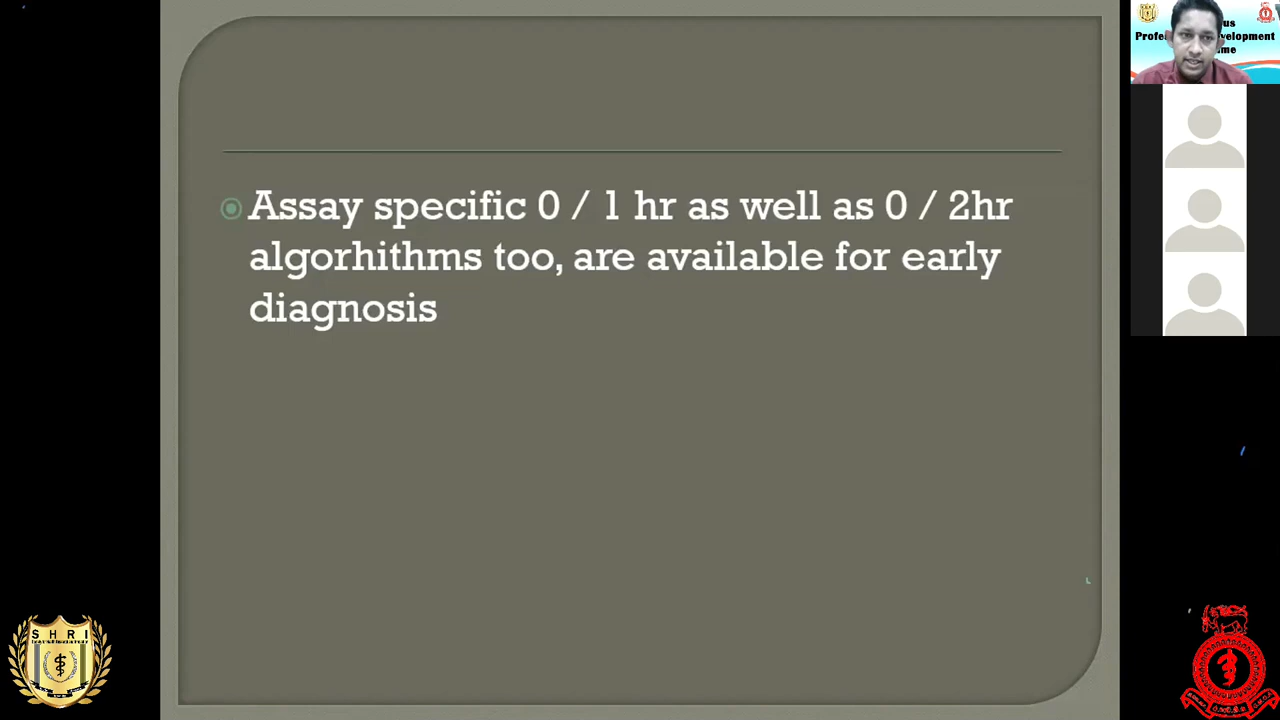 Assay specific 0 / 1 hr as well as 0 / 2hr
algorhithms too, are available for early
diagnosis
S H R I